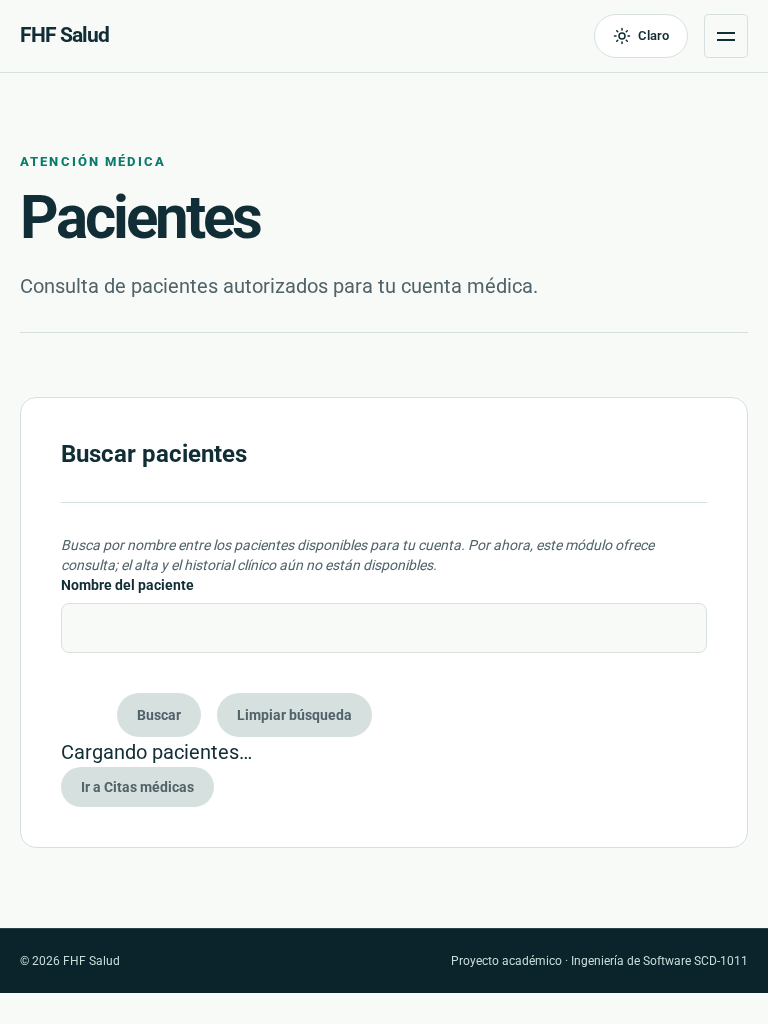 FHF Salud
Claro
ATENCIÓN MÉDICA
Pacientes
Consulta de pacientes autorizados para tu cuenta médica.
Buscar pacientes
Busca por nombre entre los pacientes disponibles para tu cuenta. Por ahora, este módulo ofrece
consulta; el alta y el historial clínico aún no están disponibles.
Nombre del paciente
Buscar
Limpiar búsqueda
Cargando pacientes…
Ir a Citas médicas
© 2026 FHF Salud
Proyecto académico · Ingeniería de Software SCD-1011